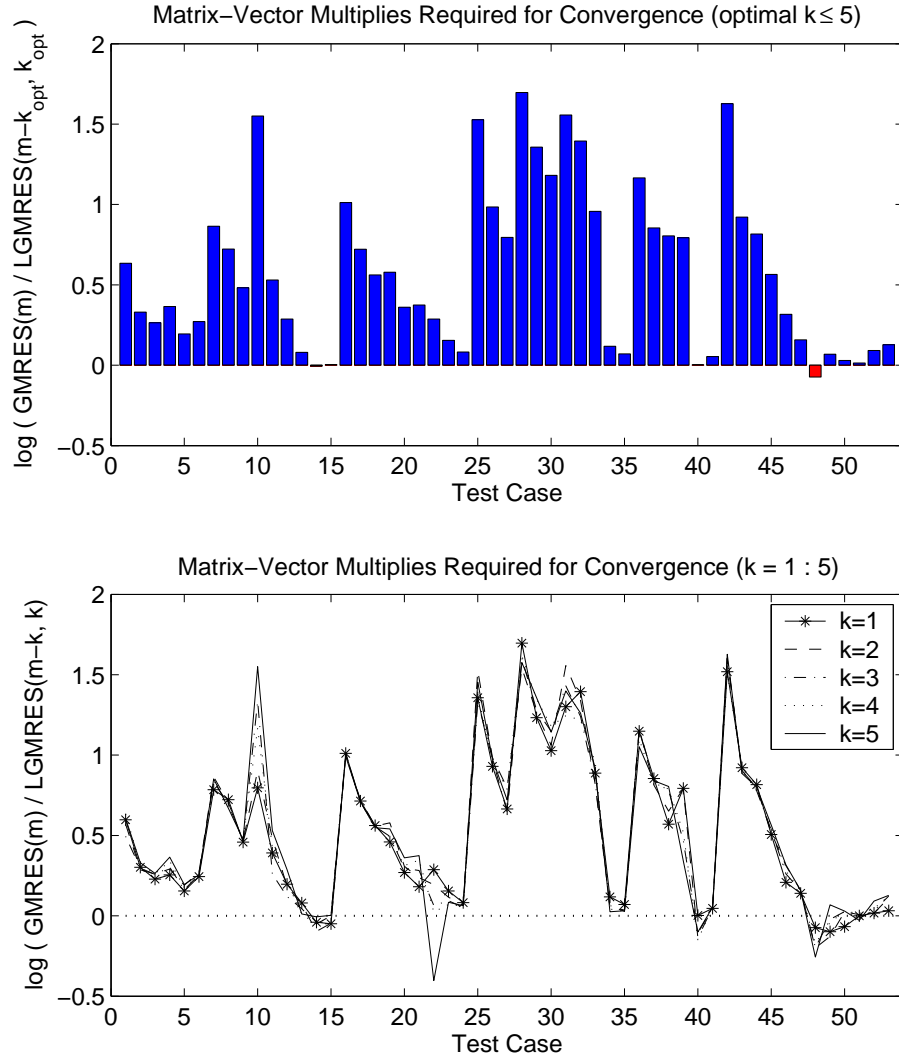 Matrix−Vector Multiplies Required for Convergence (optimal k ≤ 5)
log ( GMRES(m) / LGMRES(m−k_opt, k_opt) )
2
1.5
1
0.5
0
−0.5
0 5 10 15 20 25 30 35 40 45 50
Test Case
Matrix−Vector Multiplies Required for Convergence (k = 1 : 5)
log ( GMRES(m) / LGMRES(m−k, k)
2
1.5
1
0.5
0
−0.5
k=1
k=2
k=3
k=4
k=5
0 5 10 15 20 25 30 35 40 45 50
Test Case